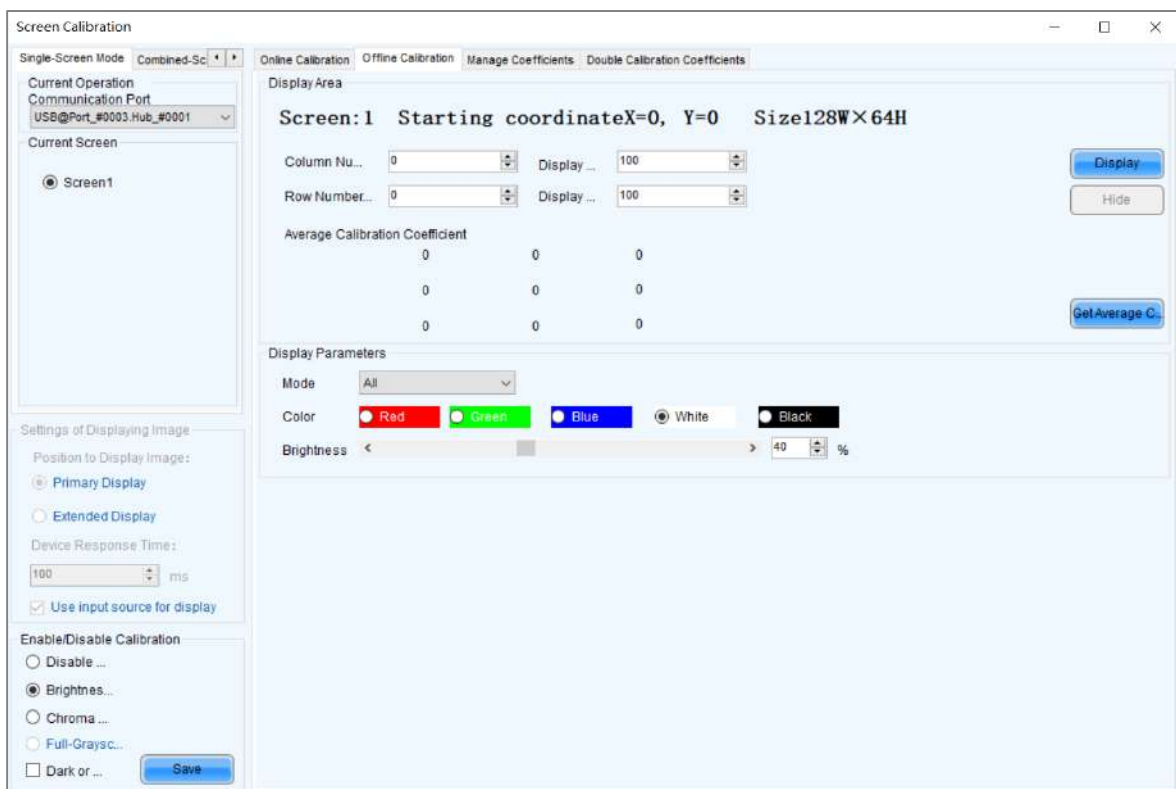 Screen Calibration
Single-Screen Mode Combined-Sc
Current Operation
Communication Port
USB@Port_#0003.Hub_#0001
Current Screen
Screen1
Settings of Displaying Image
Position to Display Image:
Primary Display
Extended Display
Device Response Time:
100 ms
Use input source for display
Enable/Disable Calibration
Disable ...
Brightnes...
Chroma ...
Full-Graysc...
Dark or ... Save
Online Calibration Offline Calibration Manage Coefficients Double Calibration Coefficients
Display Area
Screen:1 Starting coordinateX=0, Y=0 Size128W×64H
Column Nu... 0 Display ... 100 Display
Row Number... 0 Display ... 100 Hide
Average Calibration Coefficient
0 0 0
0 0 0
0 0 0
Get Average C...
Display Parameters
Mode All
Color Red Green Blue White Black
Brightness < > 40 %